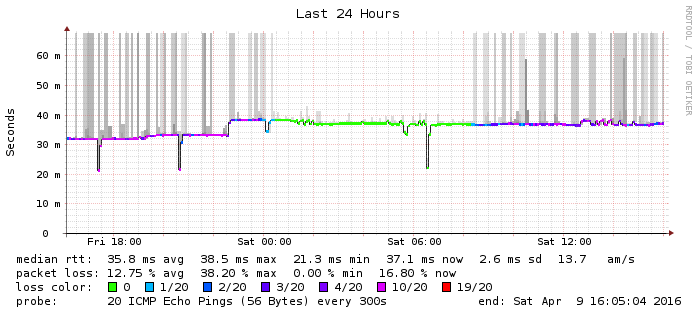 Last 24 Hours
RRDTOOL / TOBI OETIKER
Seconds
60 m
50 m
40 m
30 m
20 m
10 m
0
Fri 18:00 Sat 00:00 Sat 06:00 Sat 12:00
median rtt: 35.8 ms avg 38.5 ms max 21.3 ms min 37.1 ms now 2.6 ms sd 13.7 am/s
packet loss: 12.75 % avg 38.20 % max 0.00 % min 16.80 % now
loss color: 0 1/20 2/20 3/20 4/20 10/20 19/20
probe: 20 ICMP Echo Pings (56 Bytes) every 300s end: Sat Apr 9 16:05:04 2016